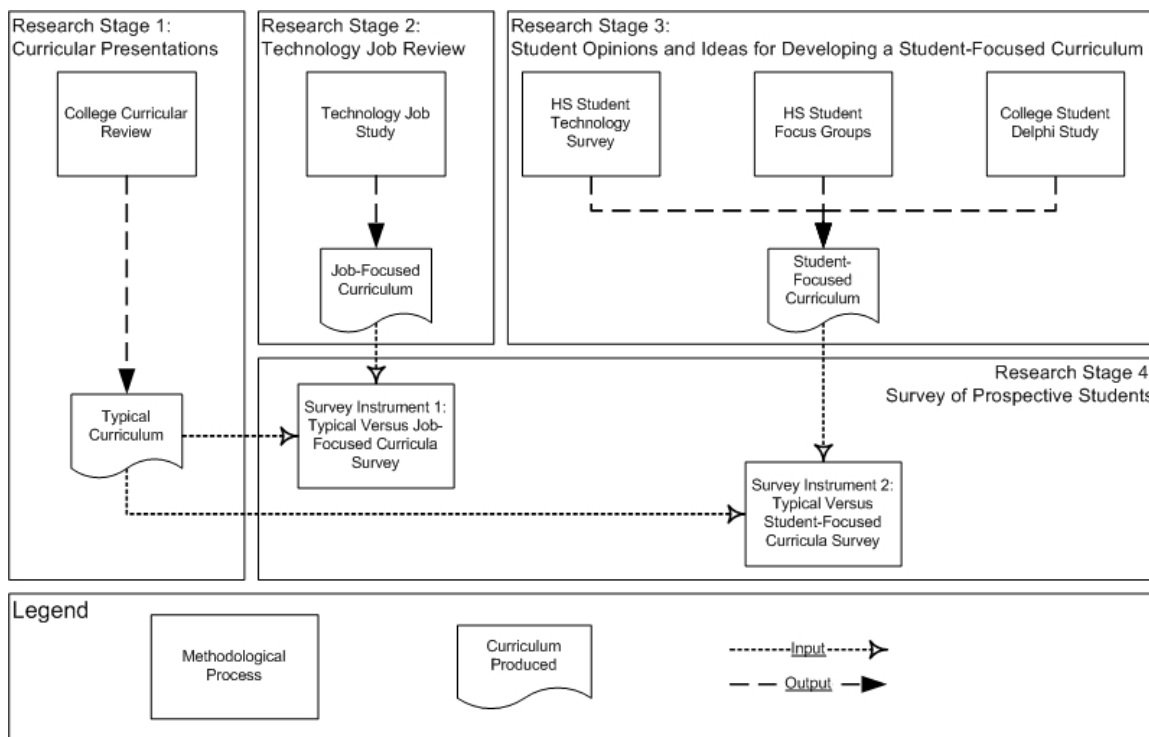 Research Stage 1:
Curricular Presentations
College Curricular
Review
Typical
Curriculum
Research Stage 2:
Technology Job Review
Technology Job
Study
Job-Focused
Curriculum
Research Stage 3:
Student Opinions and Ideas for Developing a Student-Focused Curriculum
HS Student
Technology
Survey
HS Student
Focus Groups
College Student
Delphi Study
Student-
Focused
Curriculum
Research Stage 4
Survey of Prospective Students
Survey Instrument 1:
Typical Versus Job-
Focused Curricula
Survey
Survey Instrument 2:
Typical Versus
Student-Focused
Curricula Survey
Legend
Methodological
Process
Curriculum
Produced
Input
Output